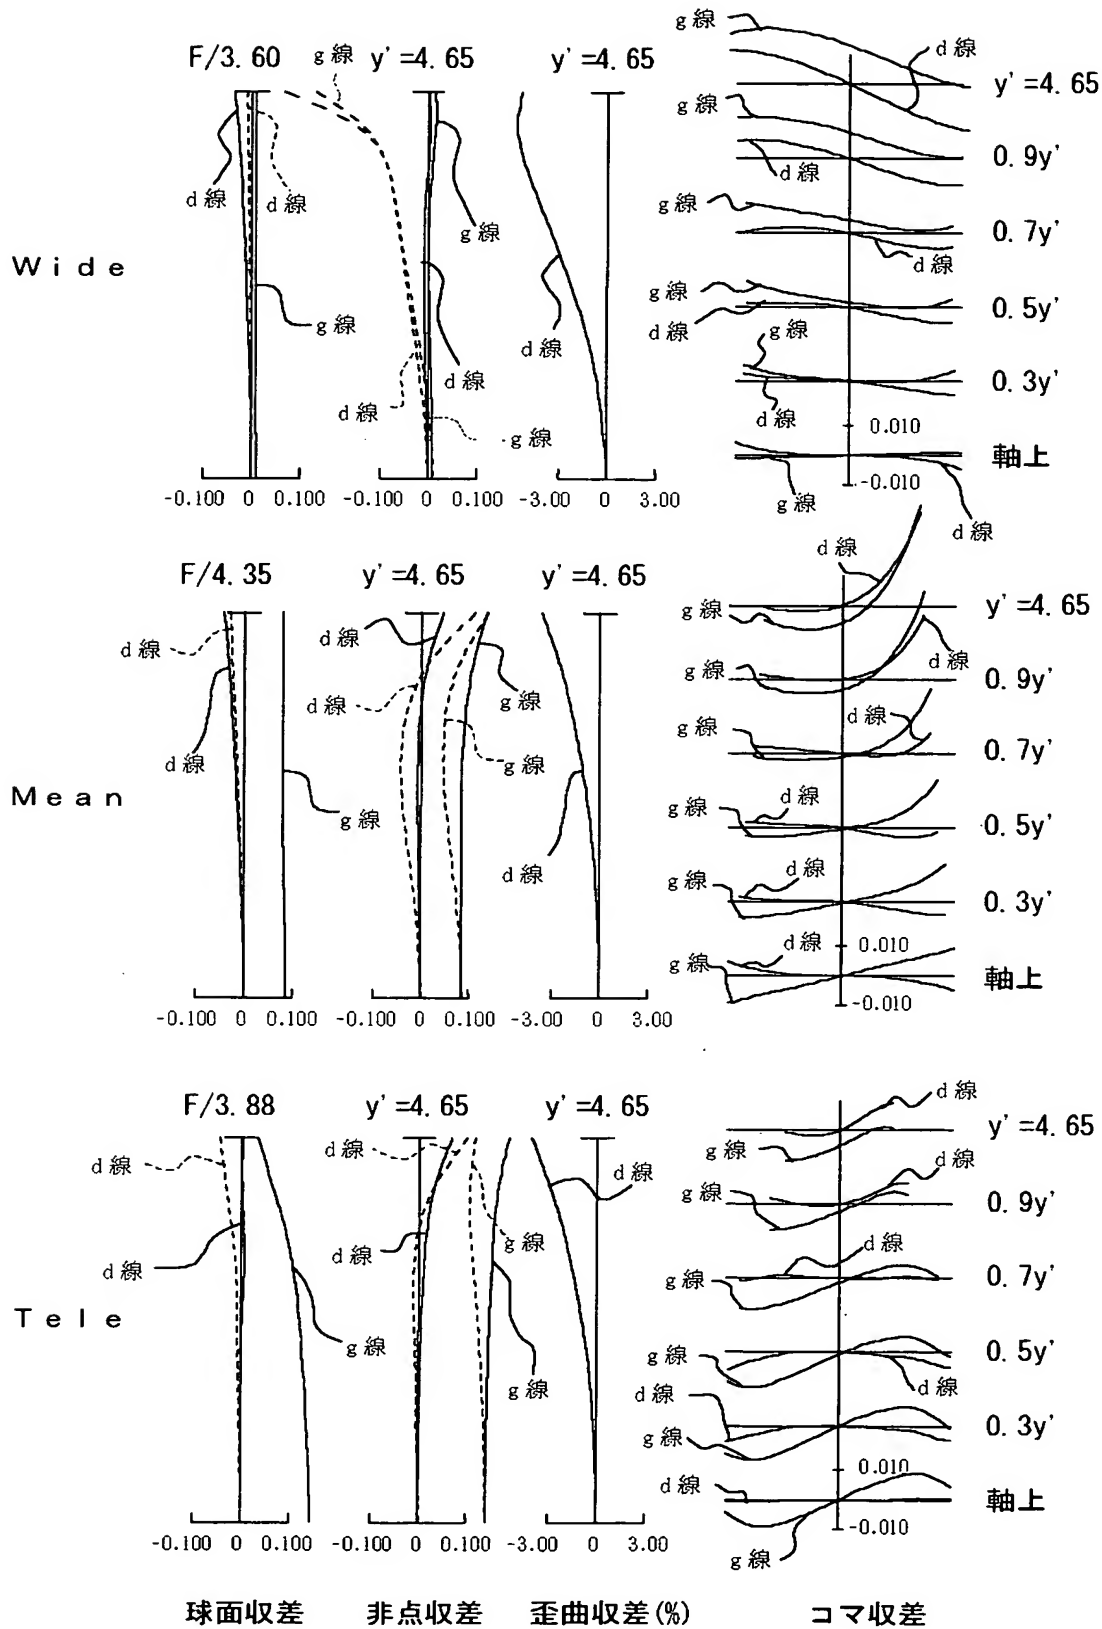 F/3.60 g線 y'=4.65 y'=4.65
g線
d線
y'=4.65
g線
0.9y'
d線
d線 d線
g線
g線
0.7y'
d線
Wide
g線
0.5y'
g線
d線
d線
g線
0.3y'
d線
d線
d線
0.010
g線
軸上
-0.100 0 0.100 -0.100 0 0.100 -3.00 0 3.00
-0.010
g線
d線
F/4.35 y'=4.65 y'=4.65
d線
g線
y'=4.65
d線
d線
d線
g線
0.9y'
d線
g線
g線
d線
0.7y'
d線
g線
Mean
g線
d線
g線
0.5y'
d線
g線
d線
0.3y'
d線
0.010
g線
軸上
-0.010
-0.100 0 0.100 -0.100 0 0.100 -3.00 0 3.00
F/3.88 y'=4.65 y'=4.65
d線
y'=4.65
g線
d線
d線
d線
d線
g線
0.9y'
g線
d線
d線
d線
g線
0.7y'
Tele
g線
g線
0.5y'
d線
g線
d線
0.3y'
g線
0.010
d線
軸上
-0.010
-0.100 0 0.100 -0.100 0 0.100 -3.00 0 3.00
g線
球面収差 非点収差 歪曲収差(%) コマ収差